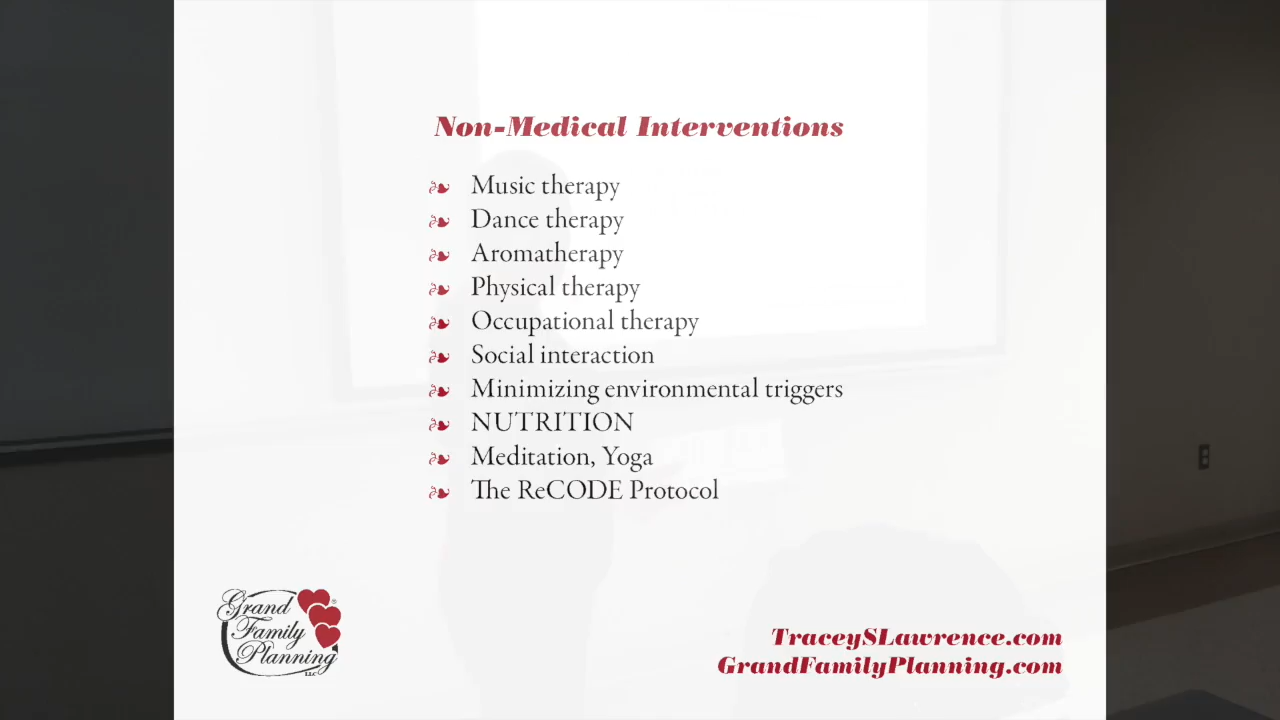 Non-Medical Interventions
Music therapy
Dance therapy
Aromatherapy
Physical therapy
Occupational therapy
Social interaction
Minimizing environmental triggers
NUTRITION
Meditation, Yoga
The ReCODE Protocol
Grand
Family
Planning
LLC
®
TraceySLawrence.com
GrandFamilyPlanning.com